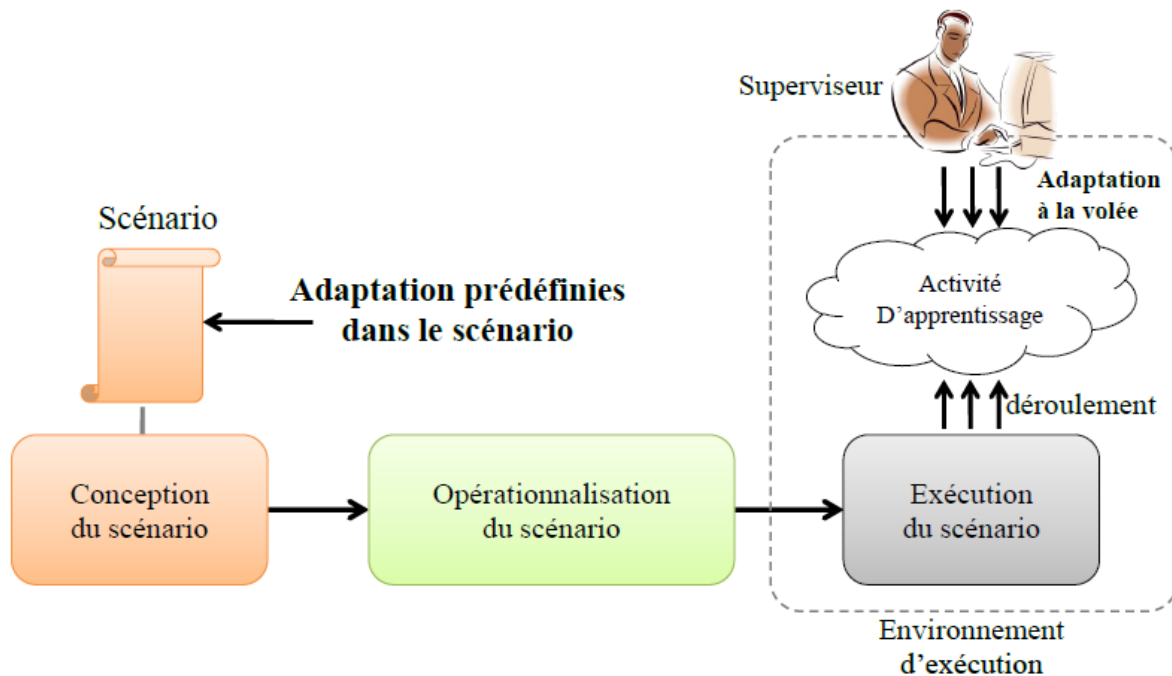 Superviseur
Adaptation
à la volée
Scénario
Adaptation prédéfinies
dans le scénario
Activité
D'apprentissage
déroulement
Conception
du scénario
Opérationnalisation
du scénario
Exécution
du scénario
Environnement
d'exécution